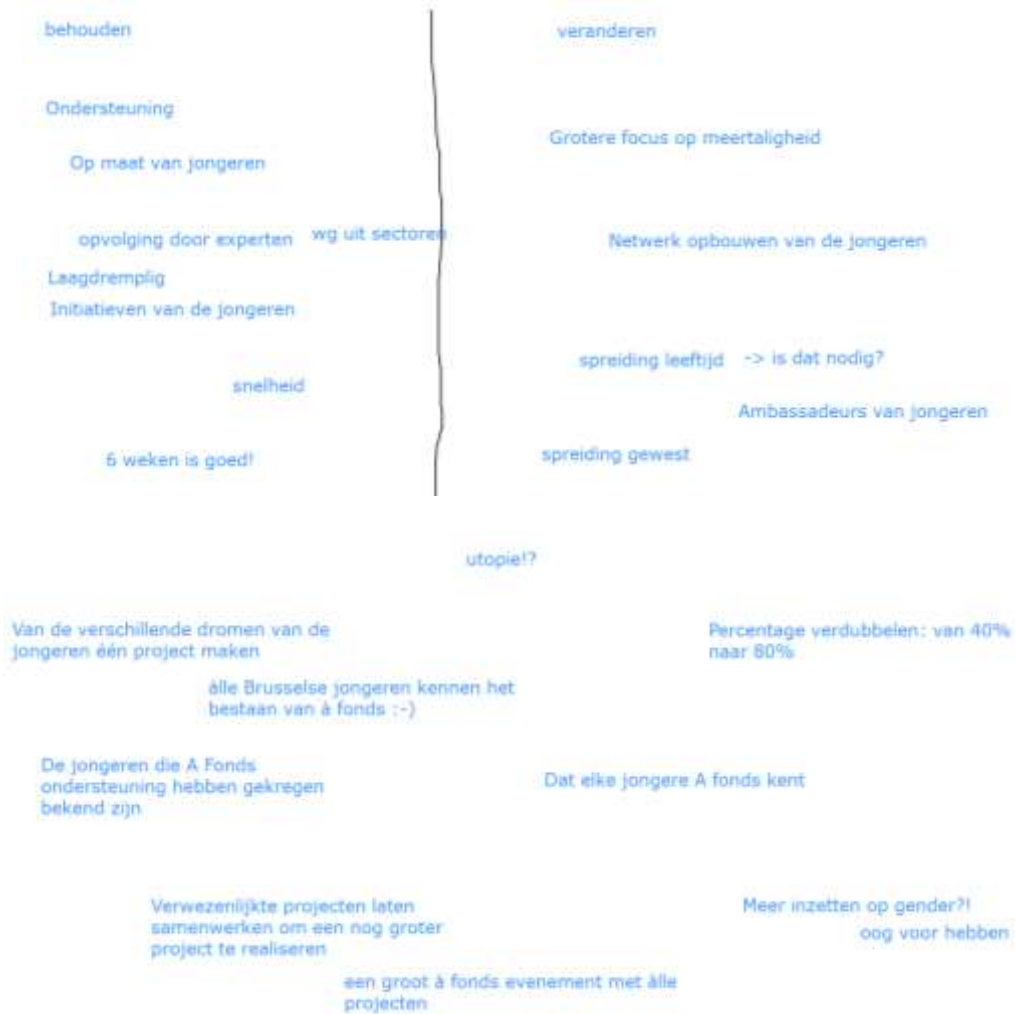 behouden
veranderen
Ondersteuning
Grotere focus op meertaligheid
Op maat van jongeren
opvolging door experten
wg uit sectoren
Netwerk opbouwen van de jongeren
Laagdremplig
Initiatieven van de jongeren
spreiding leeftijd
-> is dat nodig?
snelheid
Ambassadeurs van jongeren
6 weken is goed!
spreiding gewest
utopie!?
Van de verschillende dromen van de
jongeren één project maken
Percentage verdubbelen: van 40%
naar 80%
àlle Brusselse jongeren kennen het
bestaan van à fonds :-)
De jongeren die A Fonds
ondersteuning hebben gekregen
bekend zijn
Dat elke jongere A fonds kent
Verwezenlijkte projecten laten
samenwerken om een nog groter
project te realiseren
Meer inzetten op gender?!
oog voor hebben
een groot à fonds evenement met àlle
projecten